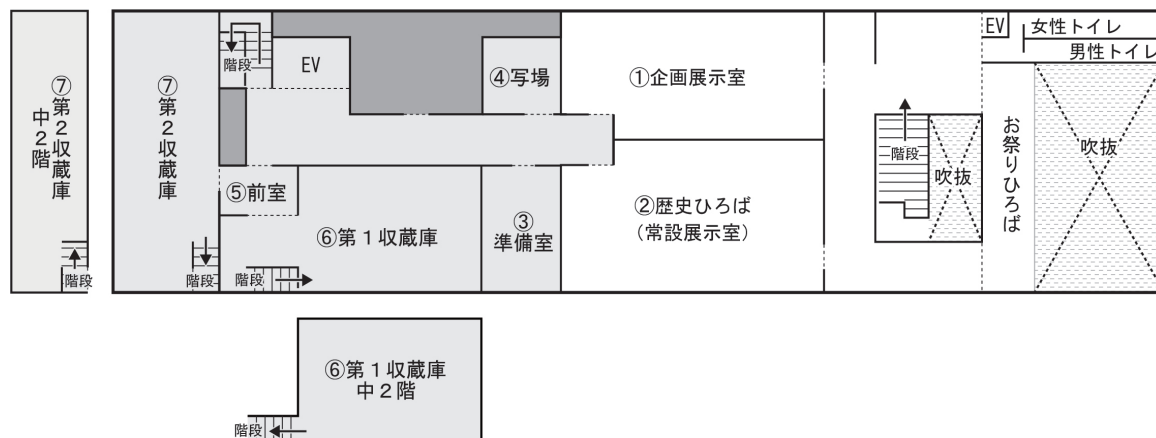 ⑦第２収蔵庫
中２階
階段
⑦第２収蔵庫
階段
階段
EV
⑤前室
⑥第１収蔵庫
階段
④写場
③
準備室
①企画展示室
②歴史ひろば
（常設展示室）
階段
吹抜
EV
女性トイレ
男性トイレ
お祭りひろば
吹抜
⑥第１収蔵庫
中２階
階段